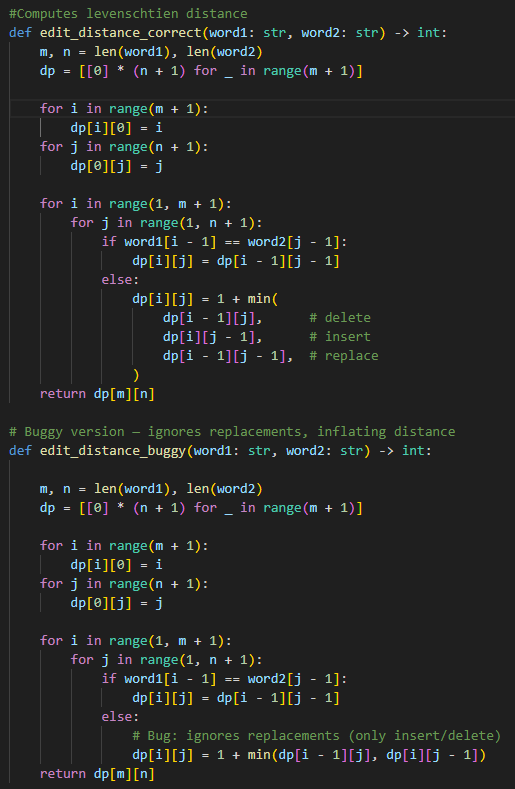 #Computes levenschtien distance
def edit_distance_correct(word1: str, word2: str) -> int:
    m, n = len(word1), len(word2)
    dp = [[0] * (n + 1) for _ in range(m + 1)]

    for i in range(m + 1):
        dp[i][0] = i
    for j in range(n + 1):
        dp[0][j] = j

    for i in range(1, m + 1):
        for j in range(1, n + 1):
            if word1[i - 1] == word2[j - 1]:
                dp[i][j] = dp[i - 1][j - 1]
            else:
                dp[i][j] = 1 + min(
                    dp[i - 1][j],      # delete
                    dp[i][j - 1],      # insert
                    dp[i - 1][j - 1],  # replace
                )
    return dp[m][n]

# Buggy version — ignores replacements, inflating distance
def edit_distance_buggy(word1: str, word2: str) -> int:

    m, n = len(word1), len(word2)
    dp = [[0] * (n + 1) for _ in range(m + 1)]

    for i in range(m + 1):
        dp[i][0] = i
    for j in range(n + 1):
        dp[0][j] = j

    for i in range(1, m + 1):
        for j in range(1, n + 1):
            if word1[i - 1] == word2[j - 1]:
                dp[i][j] = dp[i - 1][j - 1]
            else:
                # Bug: ignores replacements (only insert/delete)
                dp[i][j] = 1 + min(dp[i - 1][j], dp[i][j - 1])
    return dp[m][n]